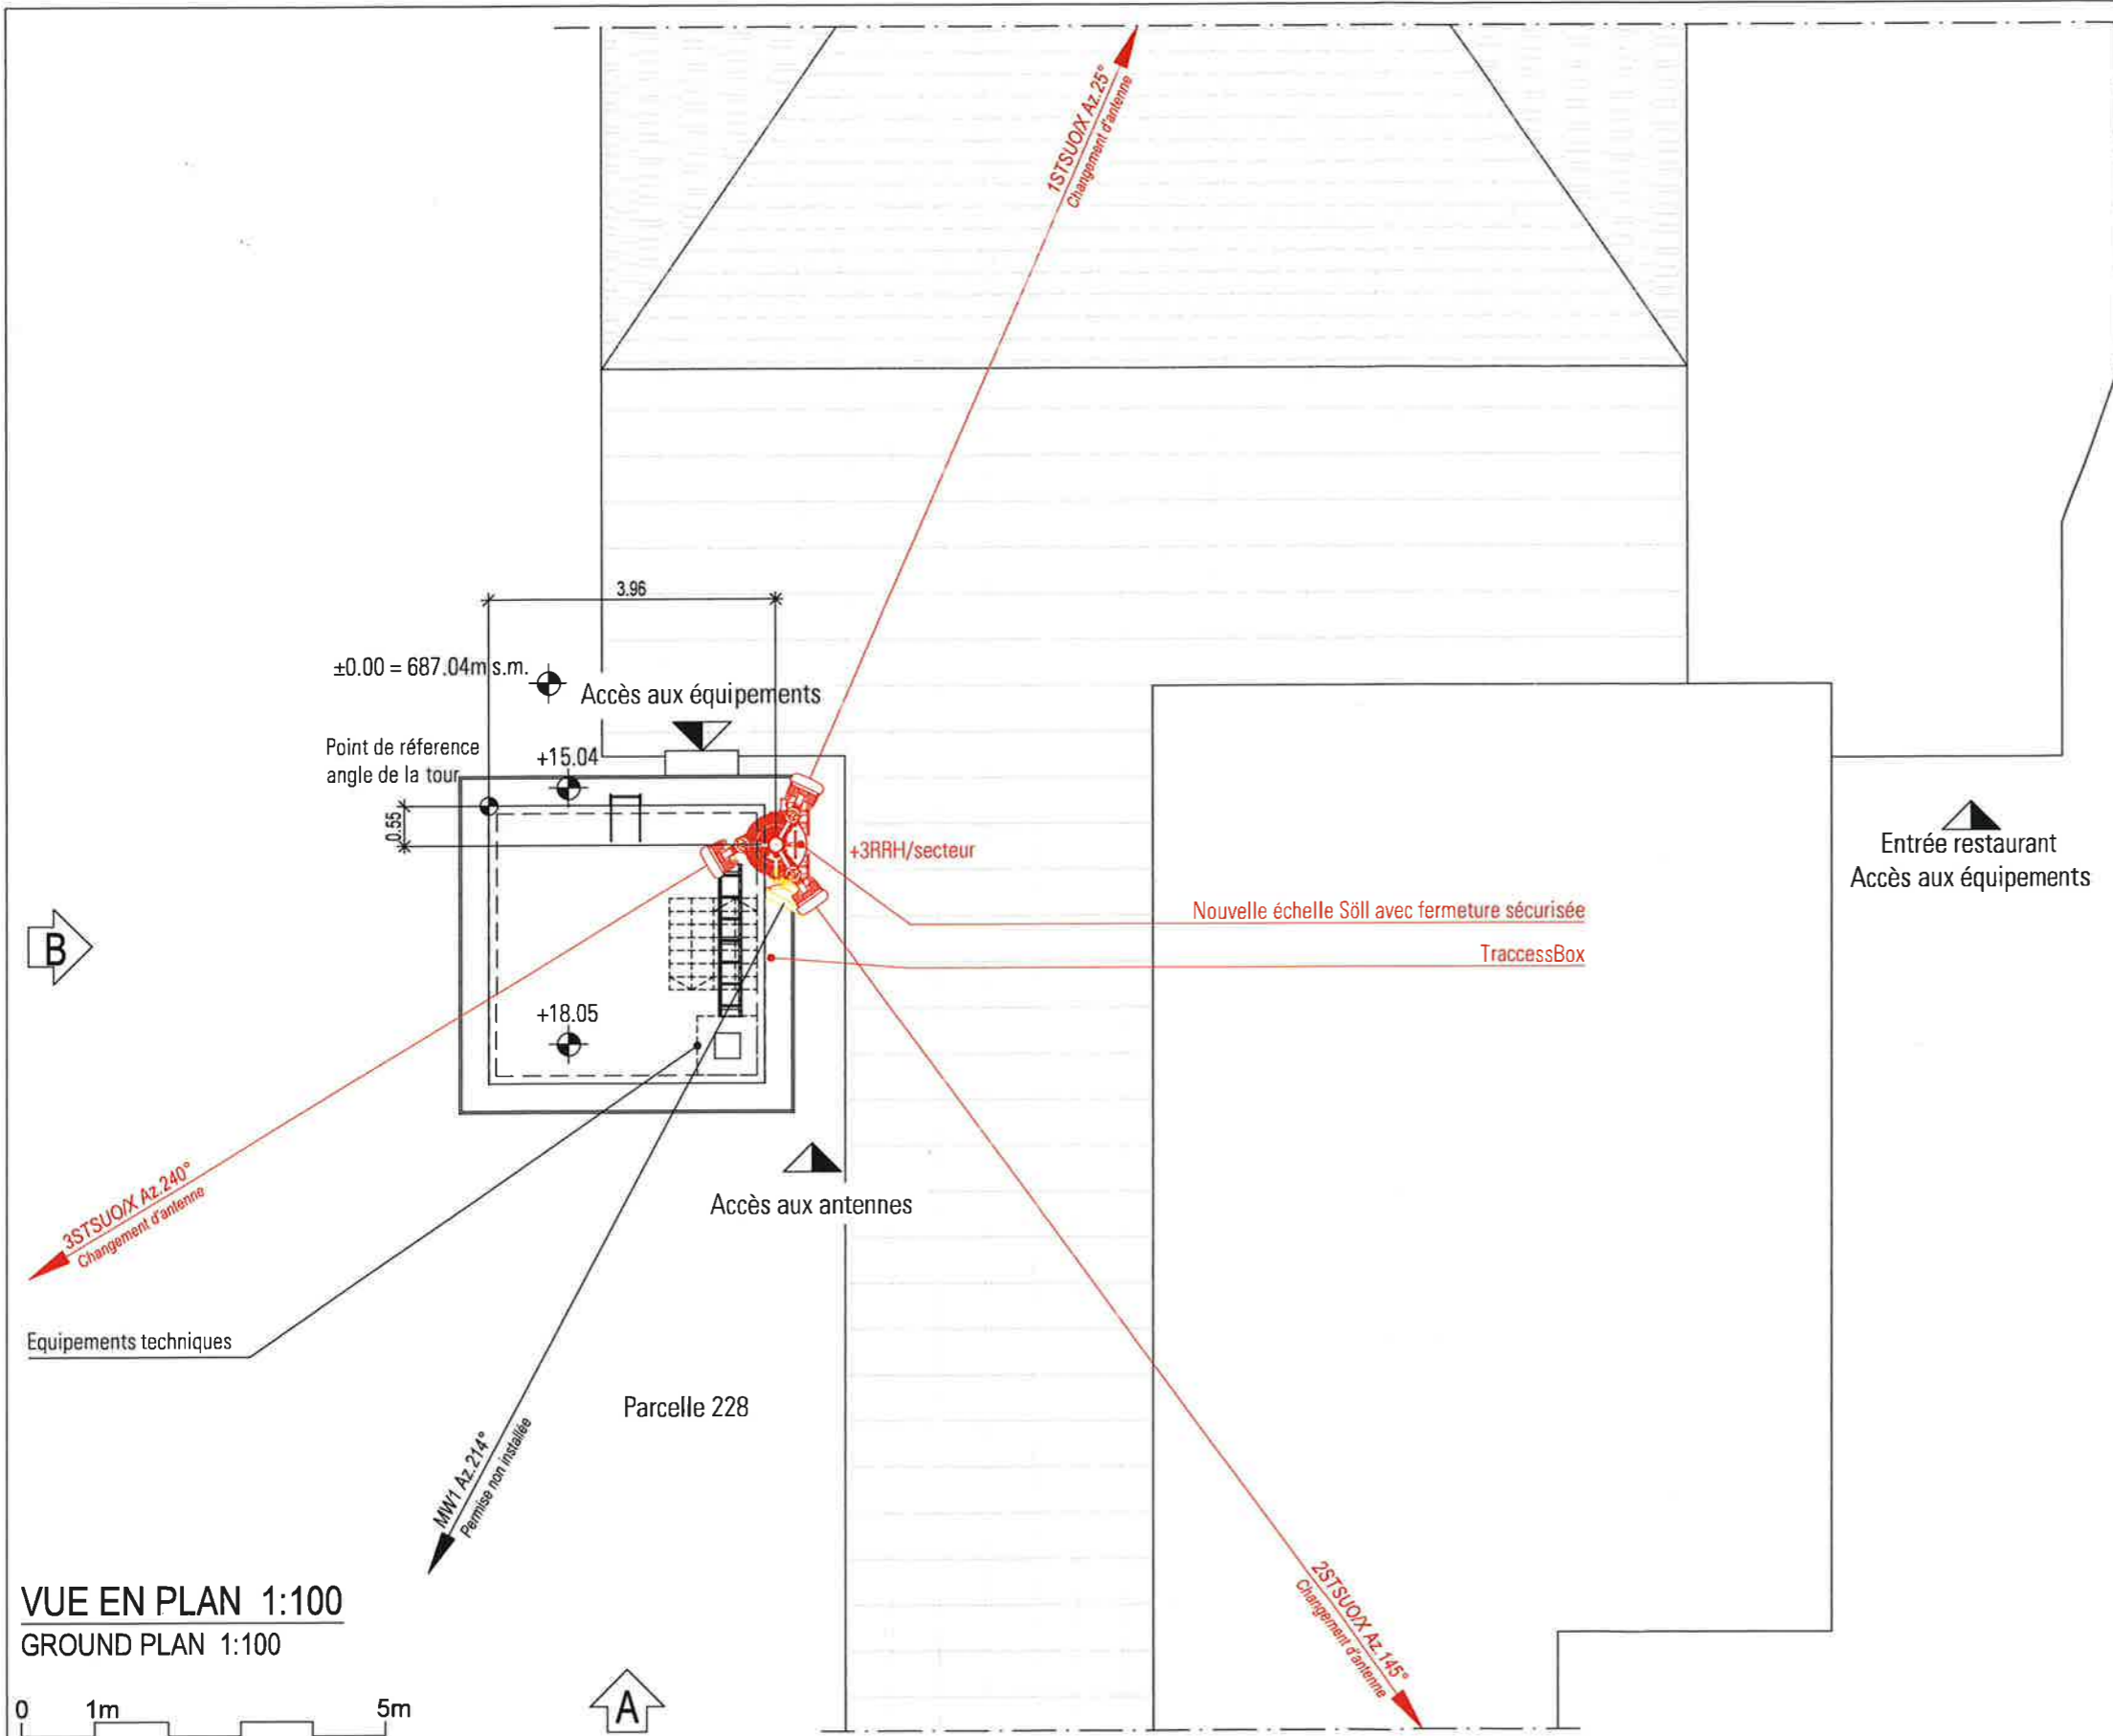 1STSUO/X Az.25°
Changement d'antenne
3.96
±0.00 = 687.04m s.m.
Accès aux équipements
Point de réference
angle de la tour
+15.04
0.55
+3RRH/secteur
Entrée restaurant
Accès aux équipements
Nouvelle échelle Söll avec fermeture sécurisée
TraccessBox
B
+18.05
Accès aux antennes
3STSUO/X Az.240°
Changement d'antenne
Equipements techniques
Parcelle 228
MW1 Az.214°
Permise non installée
2STSUO/X Az.145°
Changement d'antenne
VUE EN PLAN 1:100
GROUND PLAN 1:100
0 1m 5m
A